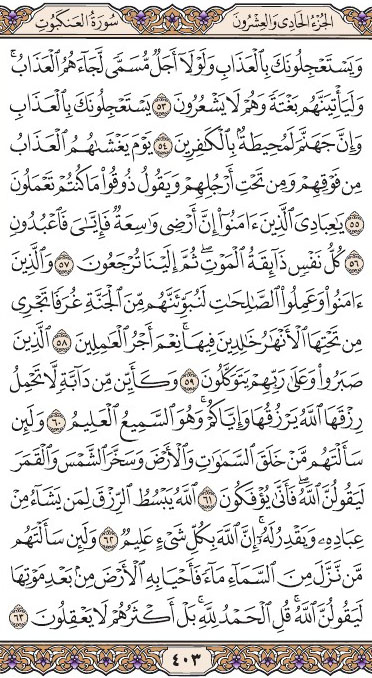 الجزء الحادي والعشرون
سورة العنكبوت
وَيَسْتَعْجِلُونَكَ بِالْعَذَابِ وَلَوْلَا أَجَلٌ مُّسَمًّى لَّجَاءَهُمُ الْعَذَابُ ۚ
وَلَيَأْتِيَنَّهُم بَغْتَةً وَهُمْ لَا يَشْعُرُونَ ٥٣ يَسْتَعْجِلُونَكَ بِالْعَذَابِ
وَإِنَّ جَهَنَّمَ لَمُحِيطَةٌ بِالْكَافِرِينَ ٥٤ يَوْمَ يَغْشَاهُمُ الْعَذَابُ
مِن فَوْقِهِمْ وَمِن تَحْتِ أَرْجُلِهِمْ وَيَقُولُ ذُوقُوا مَا كُنتُمْ تَعْمَلُونَ
٥٥ يَا عِبَادِيَ الَّذِينَ آمَنُوا إِنَّ أَرْضِي وَاسِعَةٌ فَإِيَّايَ فَاعْبُدُونِ
٥٦ كُلُّ نَفْسٍ ذَائِقَةُ الْمَوْتِ ۖ ثُمَّ إِلَيْنَا تُرْجَعُونَ ٥٧ وَالَّذِينَ
آمَنُوا وَعَمِلُوا الصَّالِحَاتِ لَنُبَوِّئَنَّهُم مِّنَ الْجَنَّةِ غُرَفًا تَجْرِي
مِن تَحْتِهَا الْأَنْهَارُ خَالِدِينَ فِيهَا ۚ نِعْمَ أَجْرُ الْعَامِلِينَ ٥٨ الَّذِينَ
صَبَرُوا وَعَلَىٰ رَبِّهِمْ يَتَوَكَّلُونَ ٥٩ وَكَأَيِّن مِّن دَابَّةٍ لَّا تَحْمِلُ
رِزْقَهَا اللَّهُ يَرْزُقُهَا وَإِيَّاكُمْ ۚ وَهُوَ السَّمِيعُ الْعَلِيمُ ٦٠ وَلَئِن
سَأَلْتَهُم مَّنْ خَلَقَ السَّمَاوَاتِ وَالْأَرْضَ وَسَخَّرَ الشَّمْسَ وَالْقَمَرَ
لَيَقُولُنَّ اللَّهُ ۖ فَأَنَّىٰ يُؤْفَكُونَ ٦١ اللَّهُ يَبْسُطُ الرِّزْقَ لِمَن يَشَاءُ مِنْ
عِبَادِهِ وَيَقْدِرُ لَهُ ۚ إِنَّ اللَّهَ بِكُلِّ شَيْءٍ عَلِيمٌ ٦٢ وَلَئِن سَأَلْتَهُم
مَّن نَّزَّلَ مِنَ السَّمَاءِ مَاءً فَأَحْيَا بِهِ الْأَرْضَ مِن بَعْدِ مَوْتِهَا
لَيَقُولُنَّ اللَّهُ ۚ قُلِ الْحَمْدُ لِلَّهِ ۚ بَلْ أَكْثَرُهُمْ لَا يَعْقِلُونَ ٦٣
٤٠٣